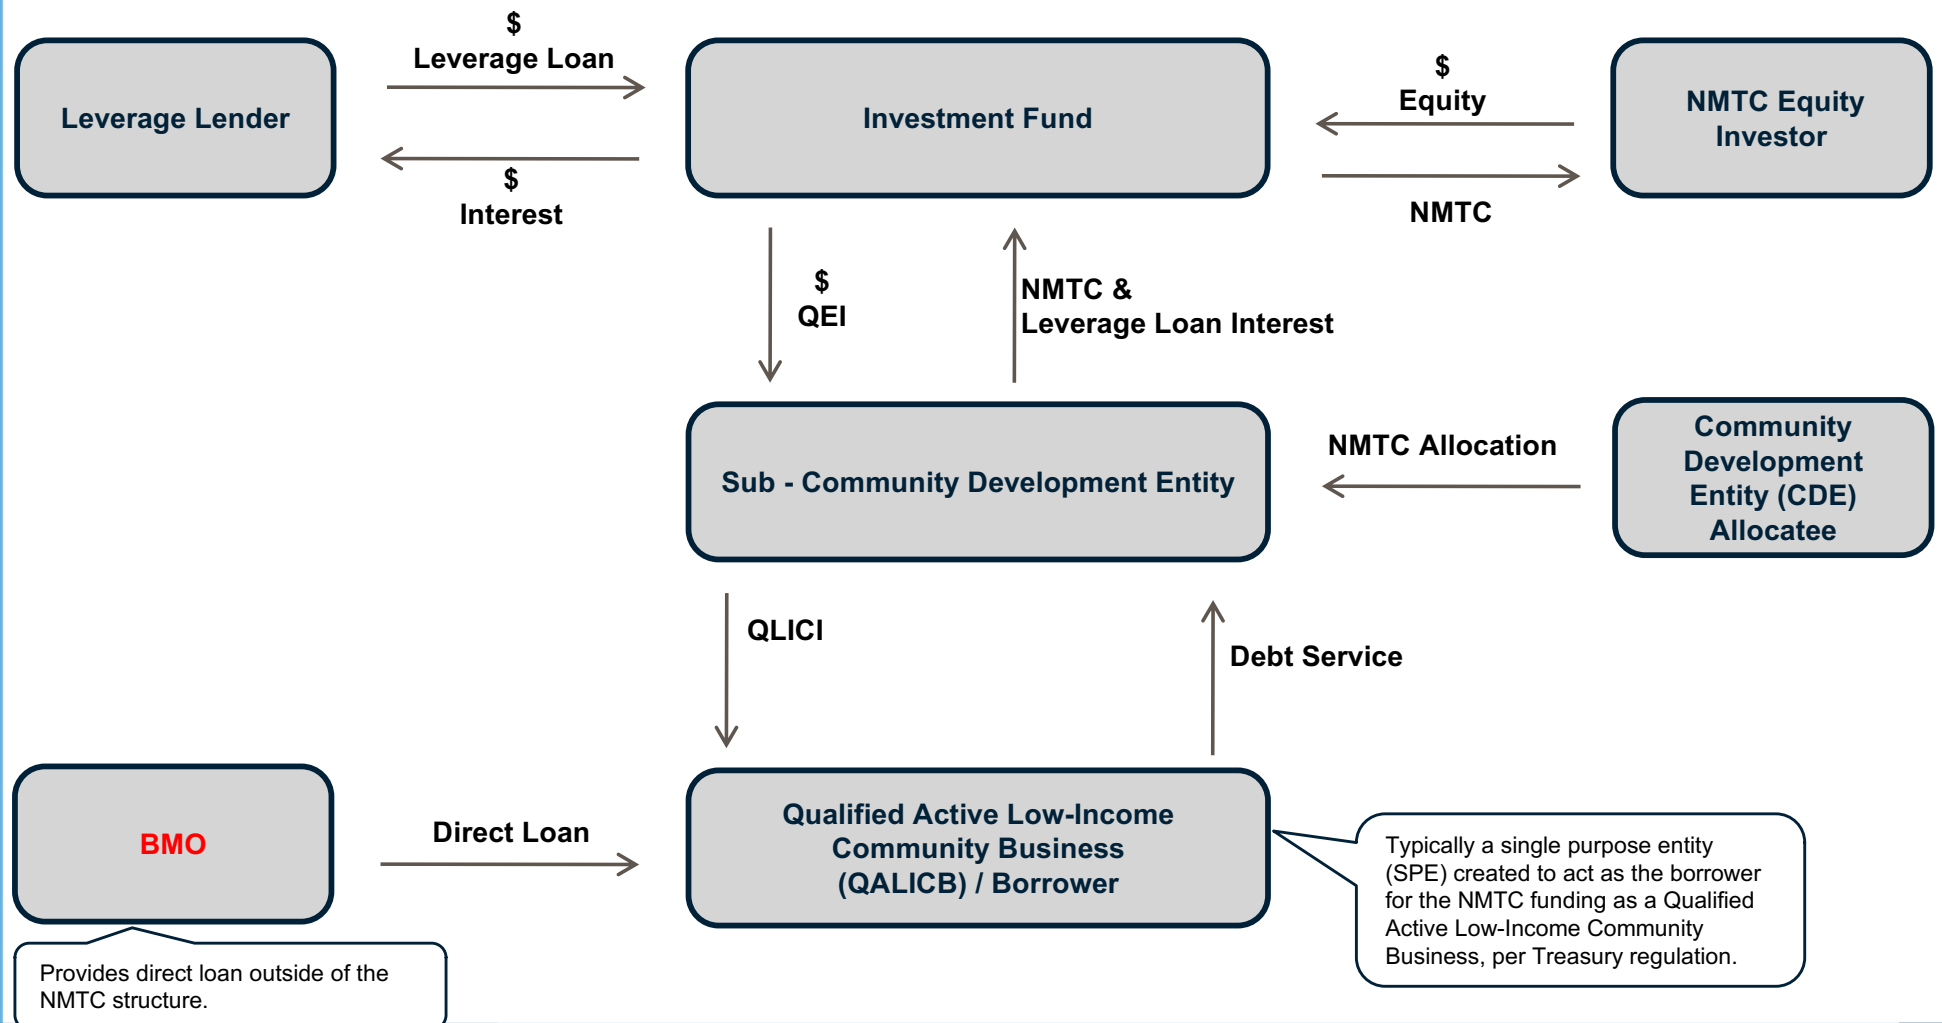 $
Leverage Loan
Leverage Lender
$
Interest
Investment Fund
$
Equity
NMTC
NMTC Equity
Investor
$
QEI
NMTC &
Leverage Loan Interest
Sub - Community Development Entity
NMTC Allocation
Community
Development
Entity (CDE)
Allocatee
QLICI
Debt Service
BMO
Direct Loan
Qualified Active Low-Income
Community Business
(QALICB) / Borrower
Typically a single purpose entity
(SPE) created to act as the borrower
for the NMTC funding as a Qualified
Active Low-Income Community
Business, per Treasury regulation.
Provides direct loan outside of the
NMTC structure.